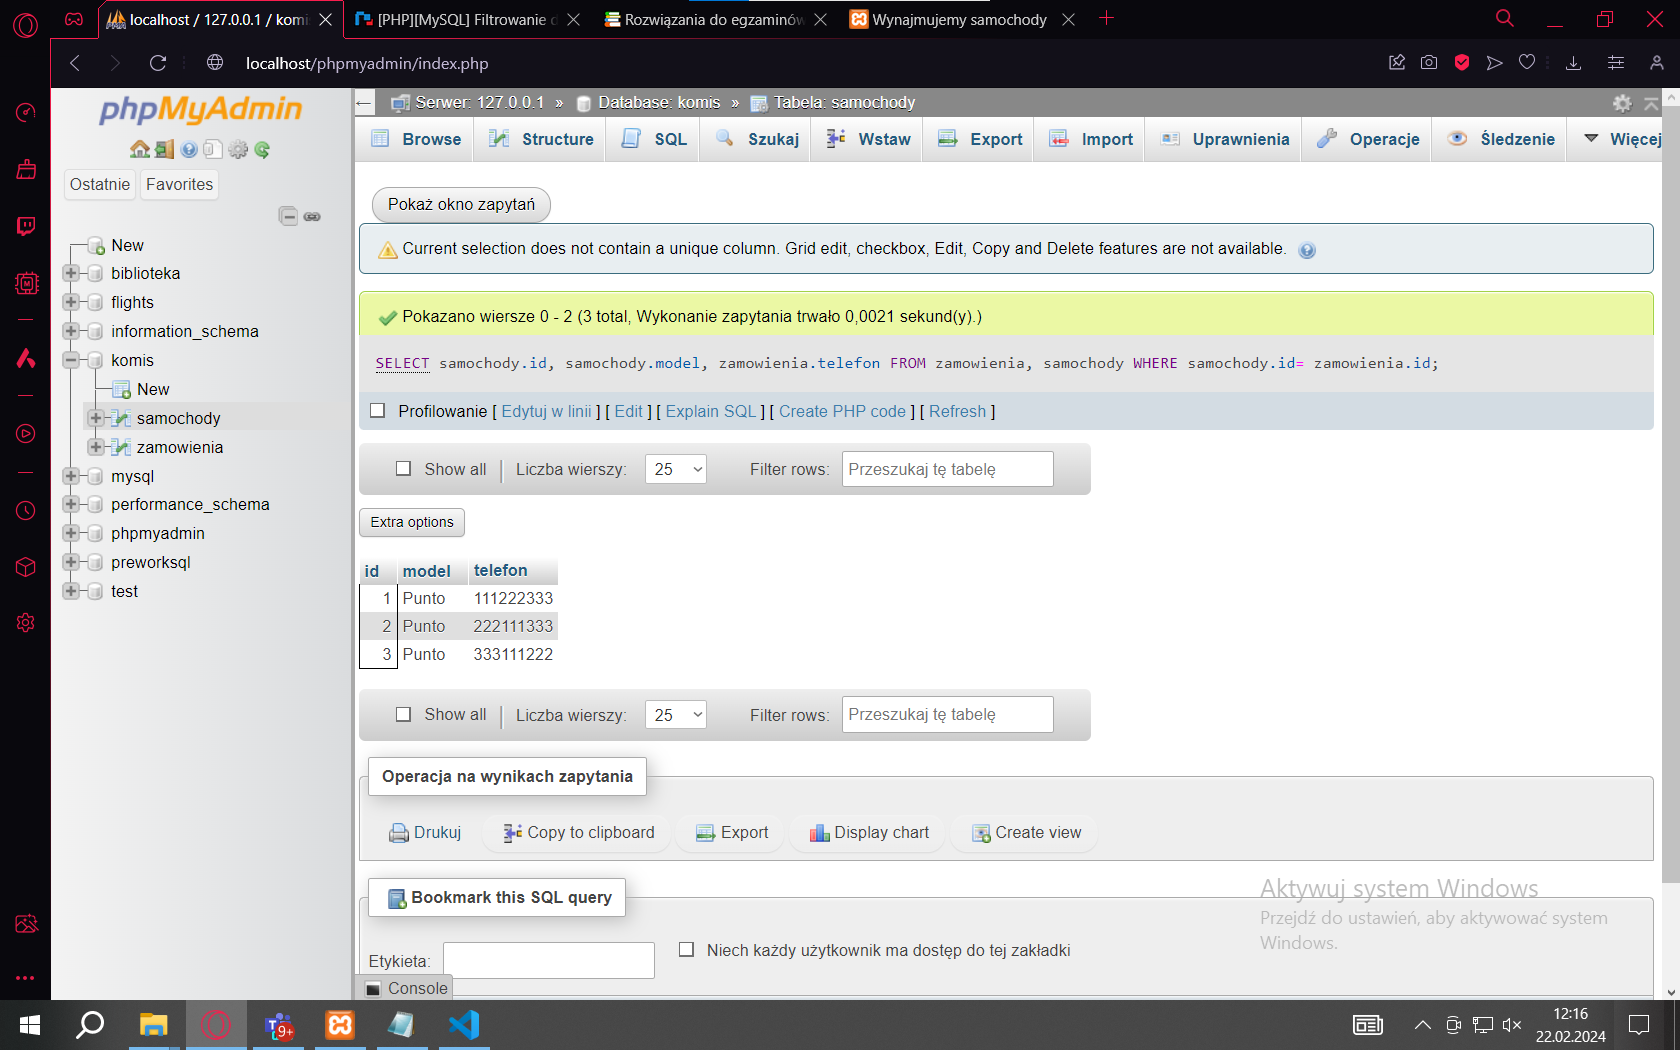 localhost / 127.0.0.1 / komi
[PHP][MySQL] Filtrowanie d
Rozwiązania do egzaminów
Wynajmujemy samochody
localhost/phpmyadmin/index.php
phpMyAdmin
Ostatnie
Favorites
New
biblioteka
flights
information_schema
komis
New
samochody
zamowienia
mysql
performance_schema
phpmyadmin
preworksql
test
Serwer: 127.0.0.1 » Database: komis » Tabela: samochody
Browse
Structure
SQL
Szukaj
Wstaw
Export
Import
Uprawnienia
Operacje
Śledzenie
Więcej
Pokaż okno zapytań
Current selection does not contain a unique column. Grid edit, checkbox, Edit, Copy and Delete features are not available.
Pokazano wiersze 0 - 2 (3 total, Wykonanie zapytania trwało 0,0021 sekund(y).)
SELECT samochody.id, samochody.model, zamowienia.telefon FROM zamowienia, samochody WHERE samochody.id= zamowienia.id;
Profilowanie [ Edytuj w linii ] [ Edit ] [ Explain SQL ] [ Create PHP code ] [ Refresh ]
Show all
Liczba wierszy:
25
Filter rows:
Przeszukaj tę tabelę
Extra options
id model telefon
1 Punto 111222333
2 Punto 222111333
3 Punto 333111222
Show all
Liczba wierszy:
25
Filter rows:
Przeszukaj tę tabelę
Operacja na wynikach zapytania
Drukuj
Copy to clipboard
Export
Display chart
Create view
Bookmark this SQL query
Etykieta:
Niech każdy użytkownik ma dostęp do tej zakładki
Console
Aktywuj system Windows
Przejdź do ustawień, aby aktywować system
Windows.
9+
12:16
22.02.2024